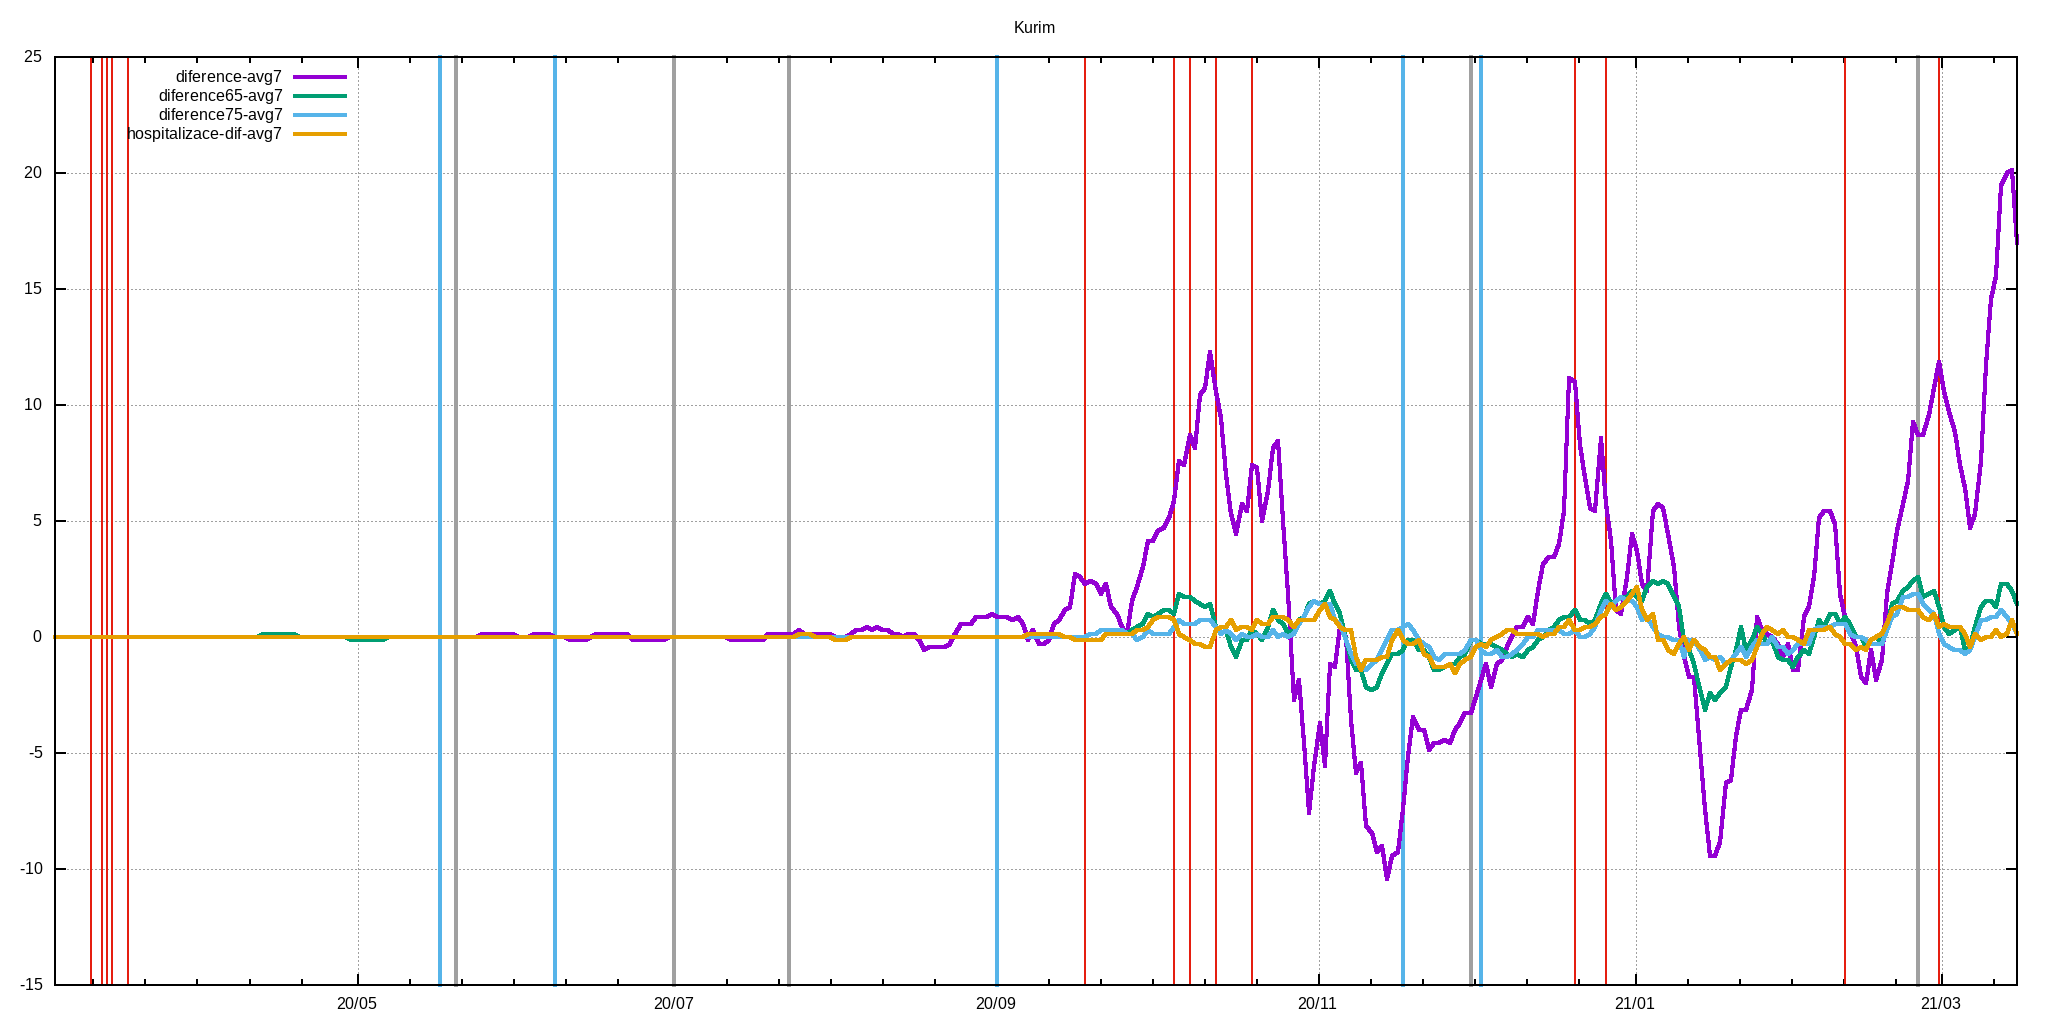 Kurim
25
diference-avg7
diference65-avg7
diference75-avg7
hospitalizace-dif-avg7
20
15
10
5
0
-5
-10
-15
20/05 20/07 20/09 20/11 21/01 21/03